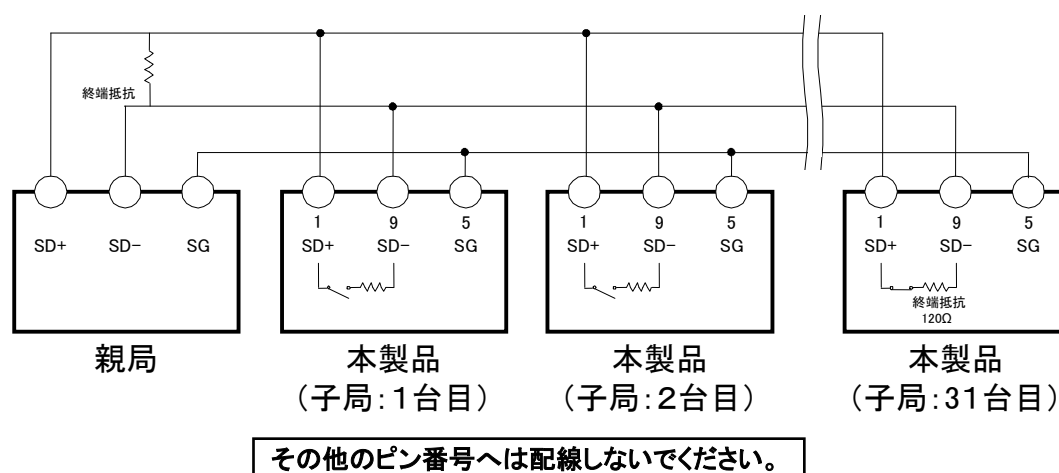 終端抵抗
1 9 5 1 9 5 1 9 5
SD+ SD- SG SD+ SD- SG SD+ SD- SG SD+ SD- SG
終端抵抗
120Ω
親局 本製品 本製品 本製品
(子局:1台目) (子局:2台目) (子局:31台目)
その他のピン番号へは配線しないでください。